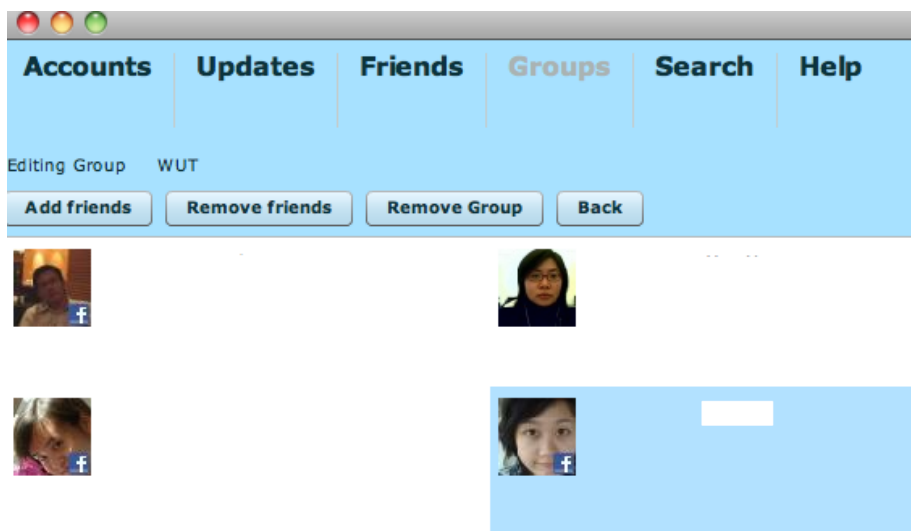 Accounts Updates Friends Groups Search Help
Editing Group WUT
Add friends Remove friends Remove Group Back
f
f
f